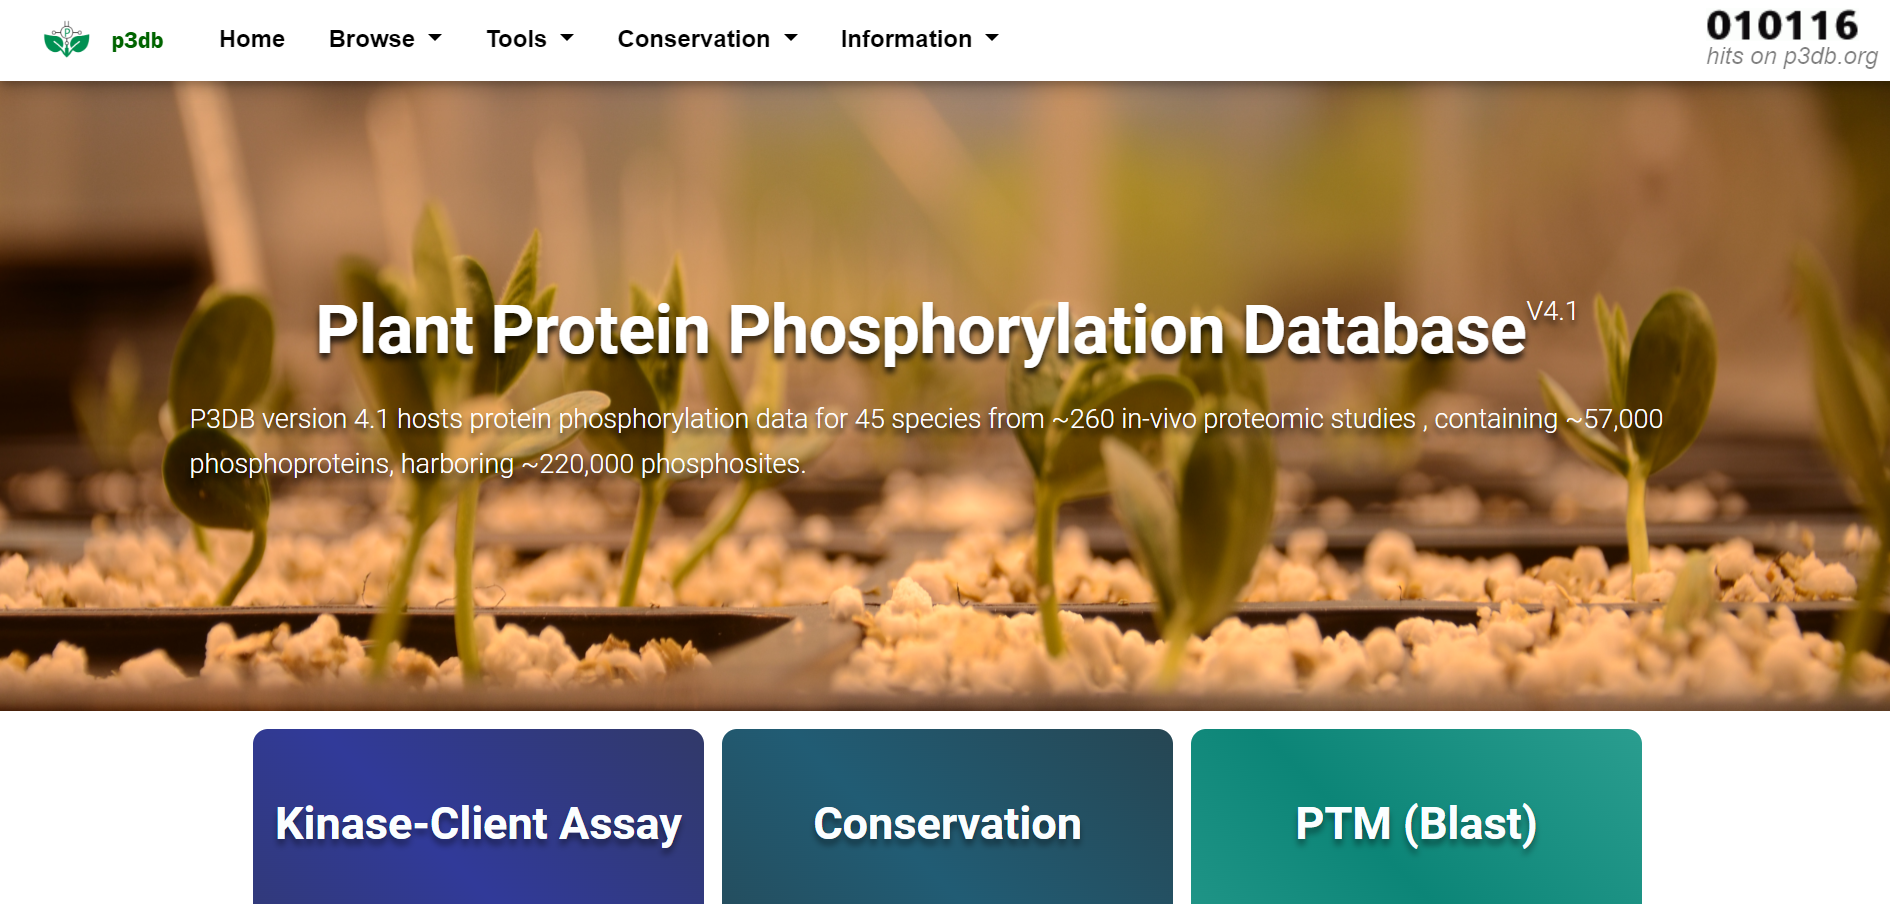 p3db
Home
Browse
Tools
Conservation
Information
010116
hits on p3db.org
Plant Protein Phosphorylation Database V4.1
P3DB version 4.1 hosts protein phosphorylation data for 45 species from ~260 in-vivo proteomic studies , containing ~57,000
phosphoproteins, harboring ~220,000 phosphosites.
Kinase-Client Assay
Conservation
PTM (Blast)